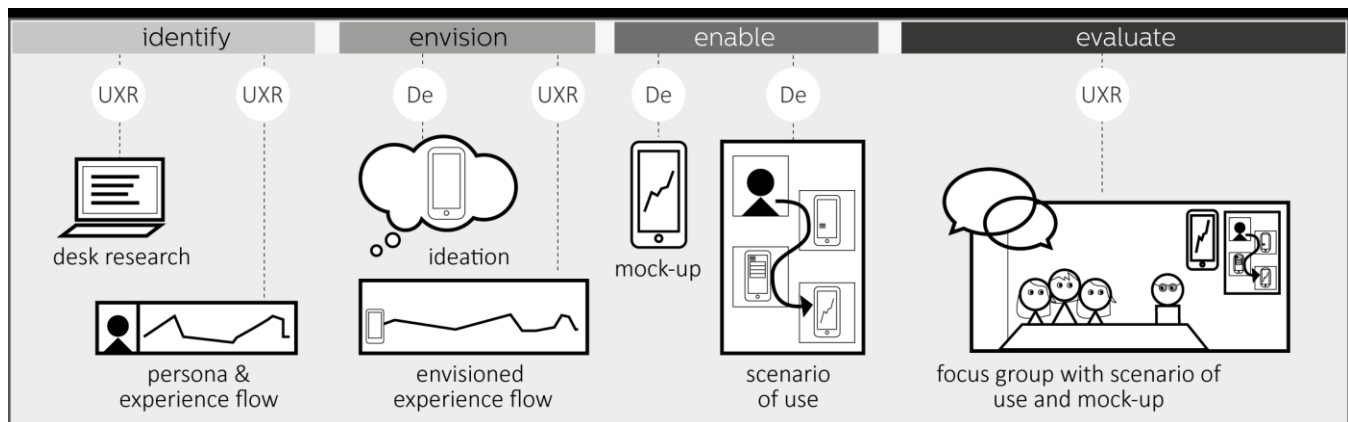 identify
envision
enable
evaluate
UXR
UXR
De
UXR
De
De
UXR
desk research
ideation
mock-up
persona &
experience flow
envisioned
experience flow
scenario
of use
focus group with scenario of
use and mock-up